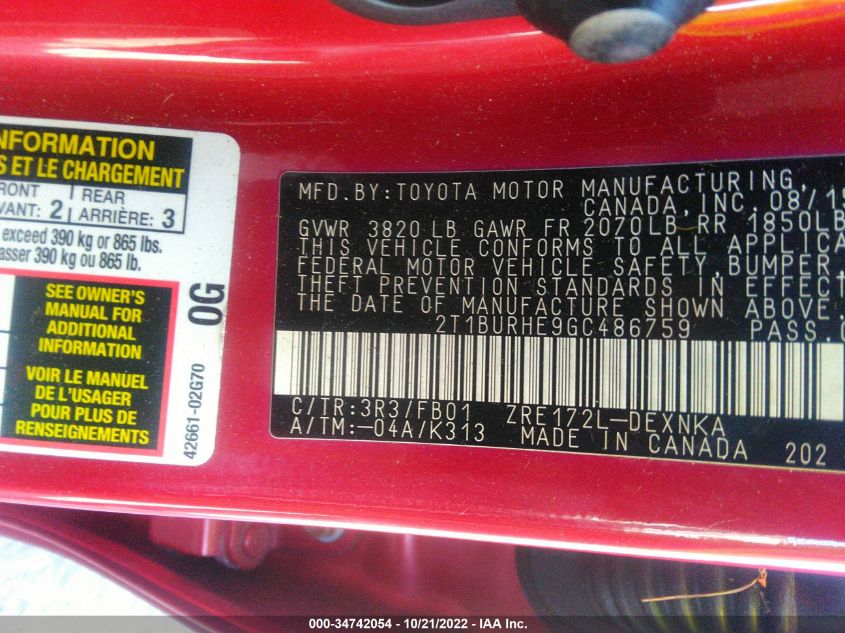 INFORMATION
S ET LE CHARGEMENT
FRONT REAR
VANT: 2 ARRIÈRE: 3
exceed 390 kg or 865 lbs.
asser 390 kg ou 865 lb.
SEE OWNER'S
MANUAL FOR
ADDITIONAL
INFORMATION
VOIR LE MANUEL
DE L'USAGER
POUR PLUS DE
RENSEIGNEMENTS
0G
42661-02G70
MFD.BY:TOYOTA MOTOR MANUFACTURING,
CANADA,INC. 08/15
GVWR 3820LB GAWR FR 2070LB RR 1850LB
THIS VEHICLE CONFORMS TO ALL APPLICA
FEDERAL MOTOR VEHICLE SAFETY,BUMPER,
THEFT PREVENTION STANDARDS IN EFFECT
THE DATE OF MANUFACTURE SHOWN ABOVE.
2T1BURHE9GC486759 PASS.C
C/TR:3R3/FB01 ZRE172L-DEXNKA
A/TM:-04A/K313 MADE IN CANADA 202
000-34742054 - 10/21/2022 - IAA Inc.